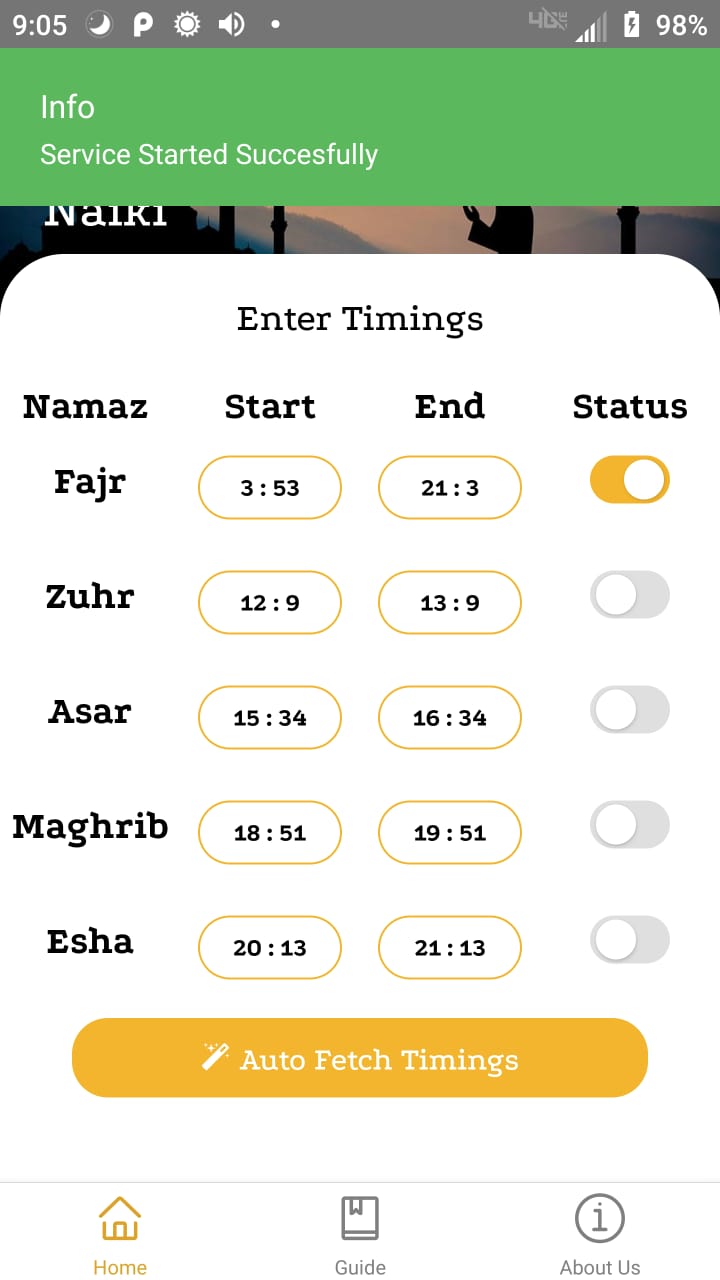 9:05
98%
Info
Service Started Succesfully
Naiki
Enter Timings
Namaz Start End Status
Fajr 3 : 53 21 : 3
Zuhr 12 : 9 13 : 9
Asar 15 : 34 16 : 34
Maghrib 18 : 51 19 : 51
Esha 20 : 13 21 : 13
Auto Fetch Timings
Home Guide About Us